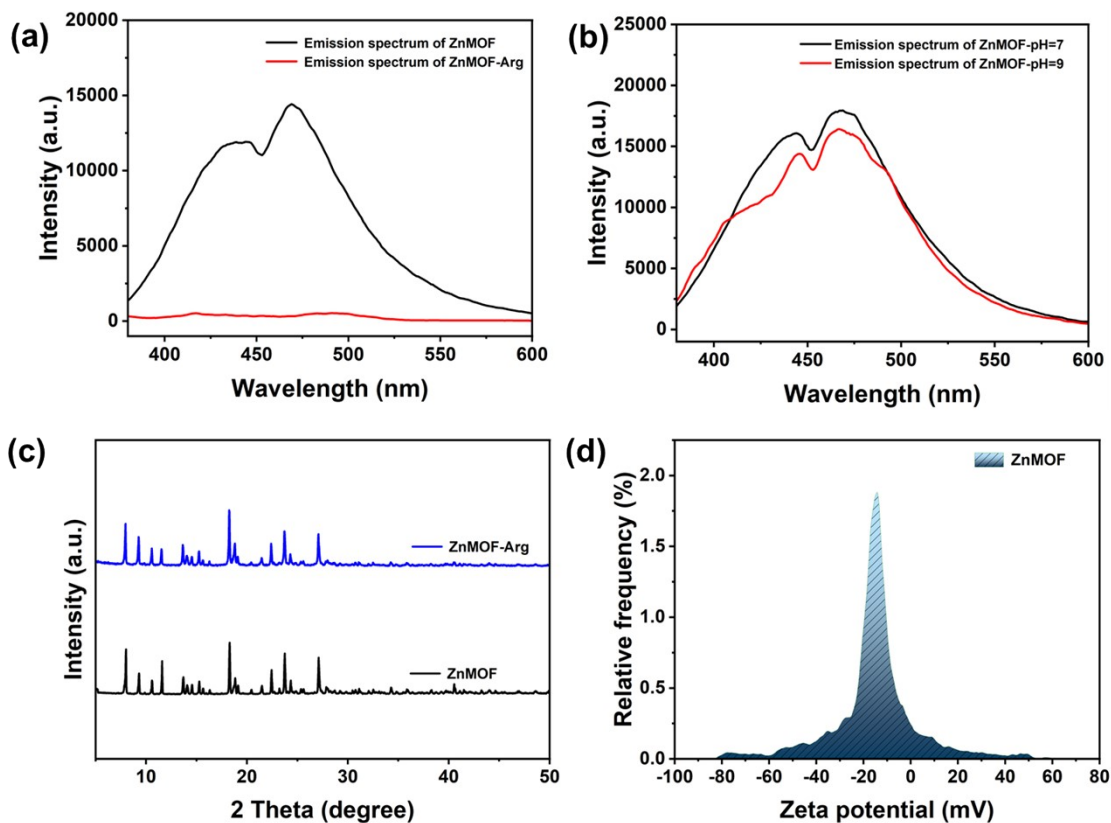 (a)
20000
15000
10000
5000
0
Intensity (a.u.)
Emission spectrum of ZnMOF
Emission spectrum of ZnMOF-Arg
400 450 500 550 600
Wavelength (nm)
(b)
25000
20000
15000
10000
5000
0
Intensity (a.u.)
Emission spectrum of ZnMOF-pH=7
Emission spectrum of ZnMOF-pH=9
400 450 500 550 600
Wavelength (nm)
(c)
Intensity (a.u.)
ZnMOF-Arg
ZnMOF
10 20 30 40 50
2 Theta (degree)
(d)
ZnMOF
2.0
1.5
1.0
0.5
0.0
Relative frequency (%)
-100 -80 -60 -40 -20 0 20 40 60 80
Zeta potential (mV)